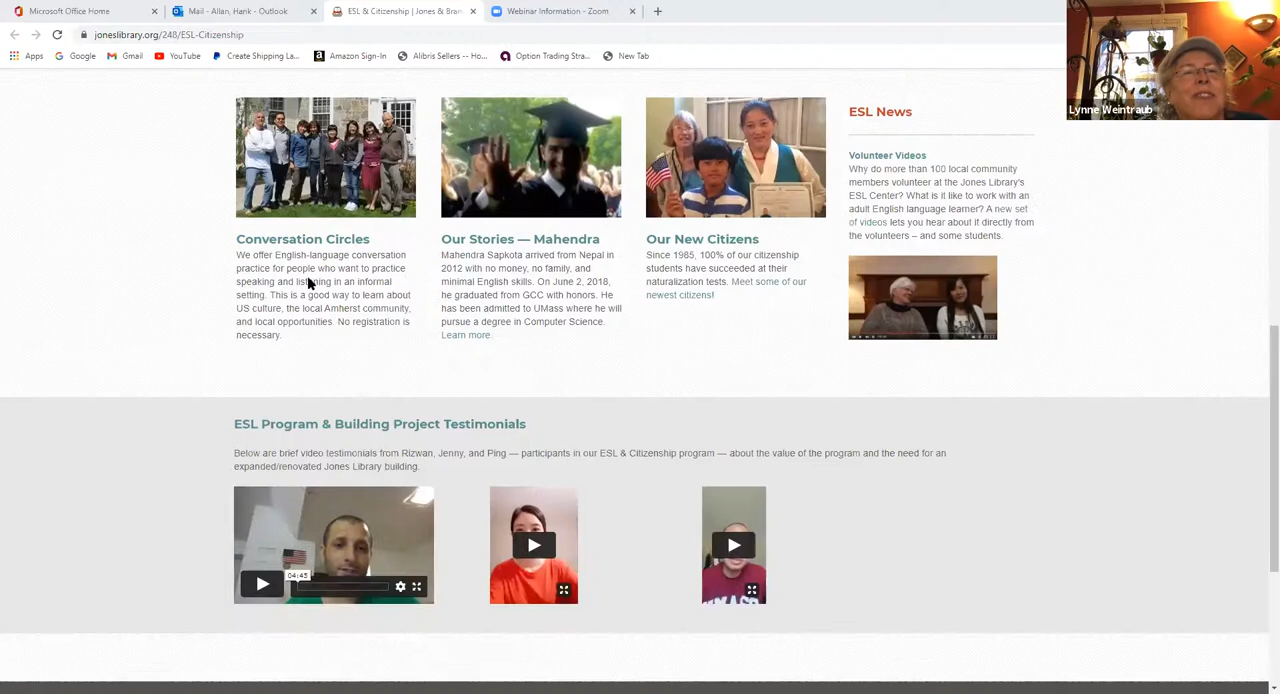 Microsoft Office Home
Mail - Allan, Hank - Outlook
ESL & Citizenship | Jones & Bran
Webinar Information - Zoom
joneslibrary.org/248/ESL-Citizenship
Apps
Google
Gmail
YouTube
Create Shipping La...
Amazon Sign-In
Alibris Sellers -- Ho...
Option Trading Stra...
New Tab
Lynne Weintraub
Conversation Circles
We offer English-language conversation
practice for people who want to practice
speaking and listening in an informal
setting. This is a good way to learn about
US culture, the local Amherst community,
and local opportunities. No registration is
necessary.
Our Stories — Mahendra
Mahendra Sapkota arrived from Nepal in
2012 with no money, no family, and
minimal English skills. On June 2, 2018,
he graduated from GCC with honors. He
has been admitted to UMass where he will
pursue a degree in Computer Science.
Learn more.
Our New Citizens
Since 1985, 100% of our citizenship
students have succeeded at their
naturalization tests. Meet some of our
newest citizens!
ESL News
Volunteer Videos
Why do more than 100 local community
members volunteer at the Jones Library's
ESL Center? What is it like to work with an
adult English language learner? A new set
of videos lets you hear about it directly from
the volunteers – and some students.
ESL Program & Building Project Testimonials
Below are brief video testimonials from Rizwan, Jenny, and Ping — participants in our ESL & Citizenship program — about the value of the program and the need for an
expanded/renovated Jones Library building.
04:45